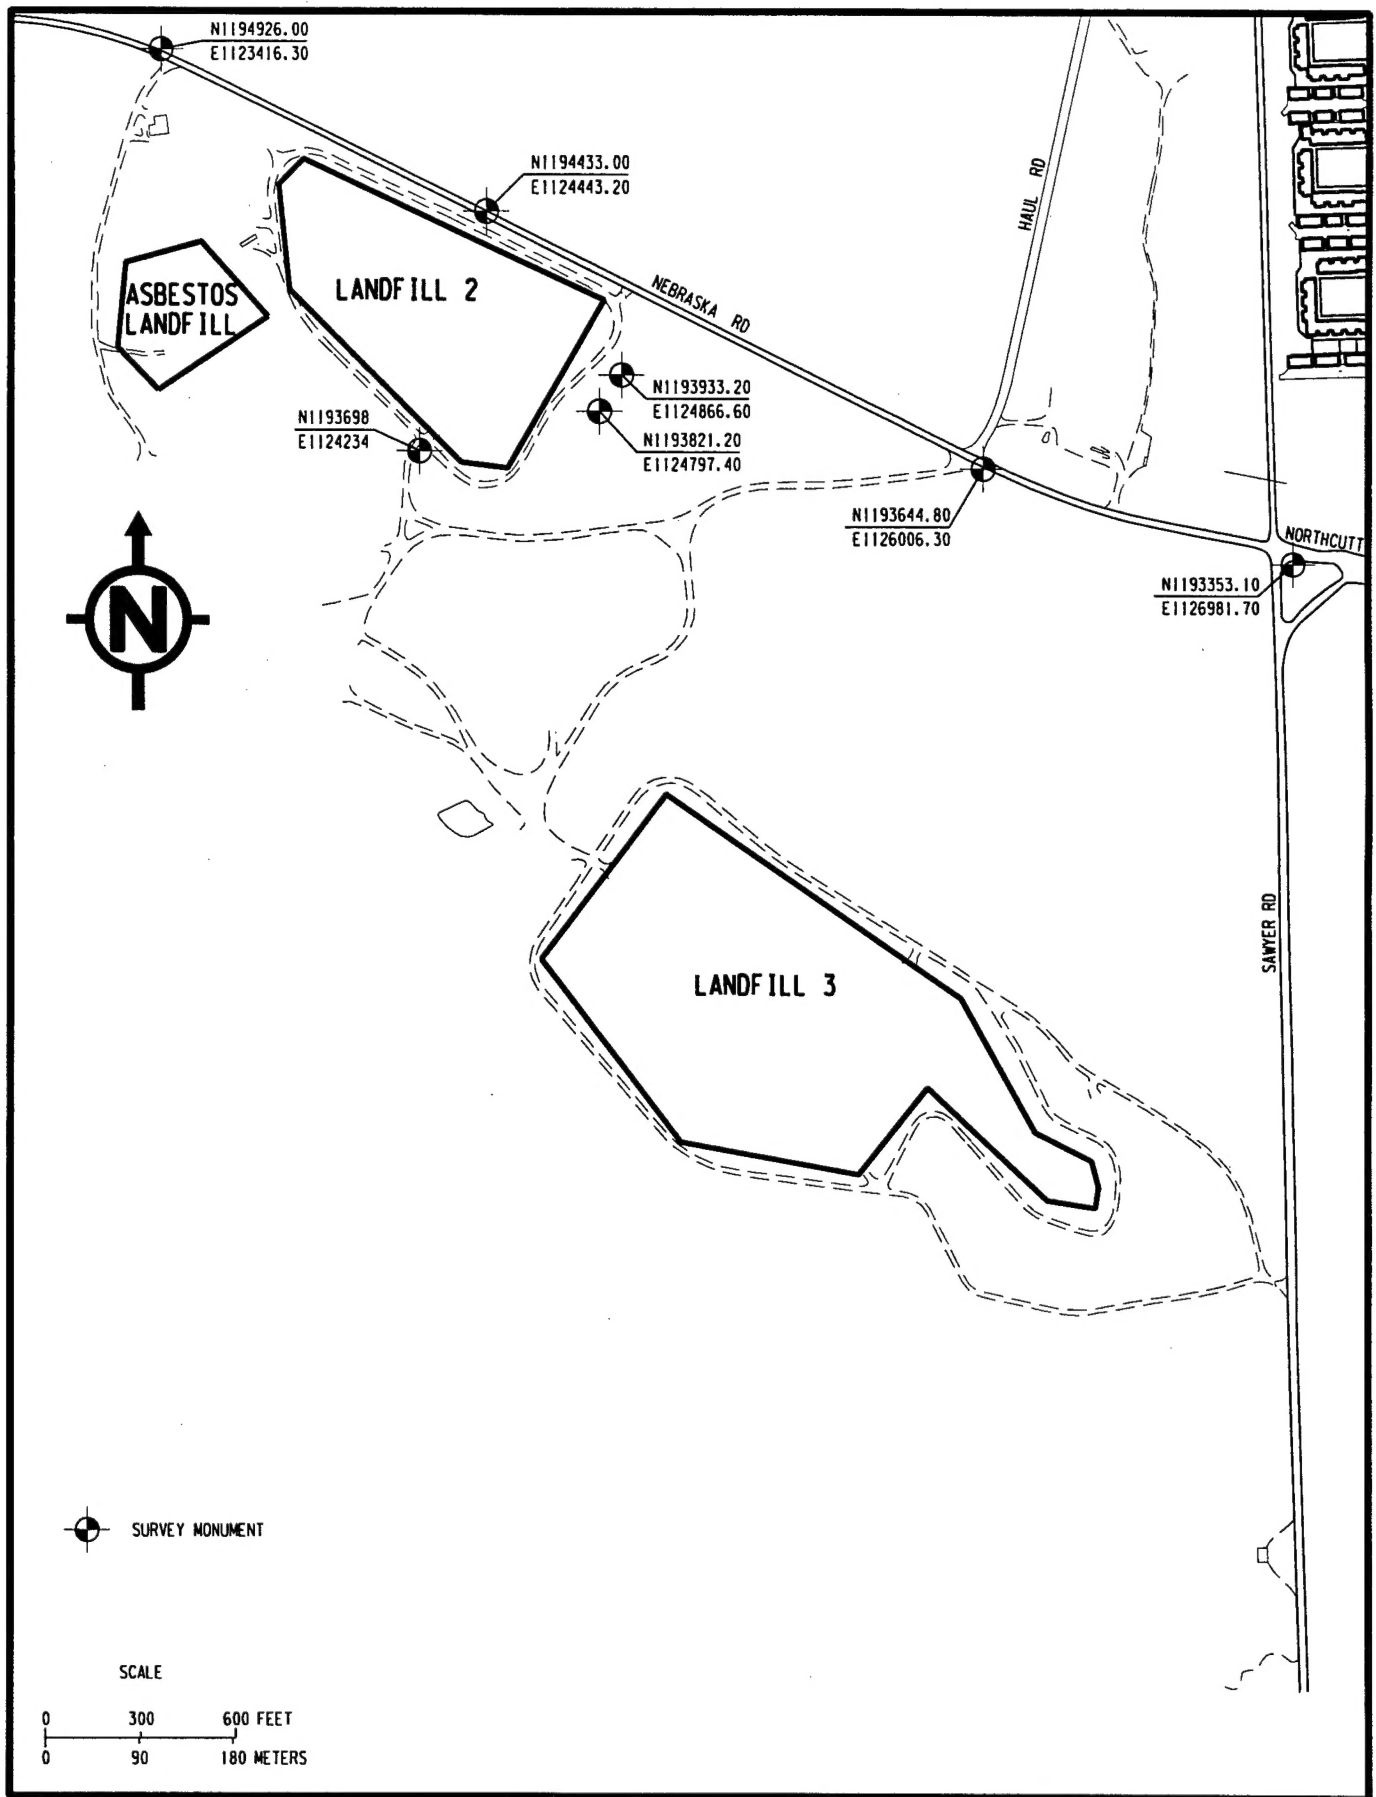 N1194926.00
E1123416.30
N1194433.00
E1124443.20
HAUL RD
NEBRASKA RD
LANDFILL 2
ASBESTOS
LANDFILL
N1193933.20
E1124866.60
N1193698
E1124234
N1193821.20
E1124797.40
N1193644.80
E1126006.30
NORTHCUTT
N1193353.10
E1126981.70
N
SAWYER RD
LANDFILL 3
SURVEY MONUMENT
SCALE
0 300 600 FEET
0 90 180 METERS